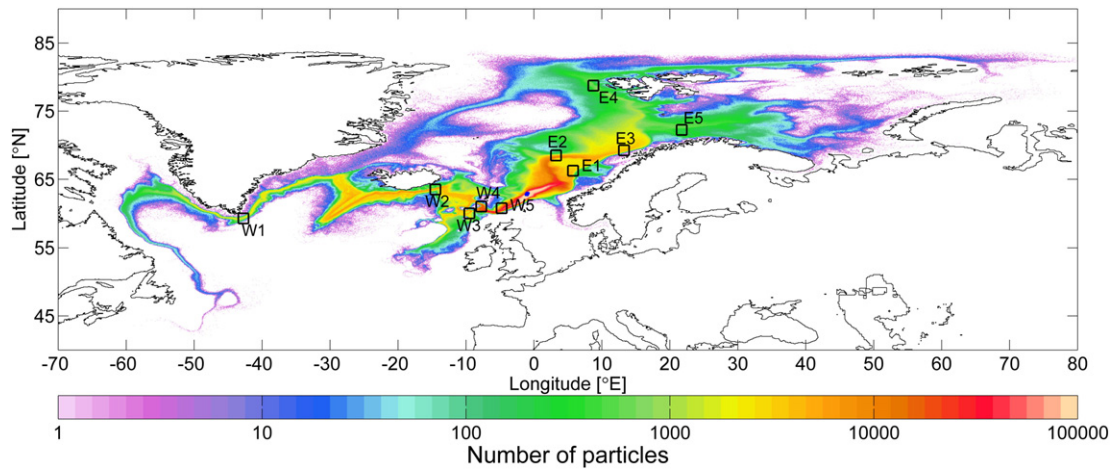 85
75
65
55
45
Latitude [°N]
E4
E5
E3
E2
E1
W4
W2
W5
W3
W1
-70 -60 -50 -40 -30 -20 -10 0 10 20 30 40 50 60 70 80
Longitude [°E]
1 10 100 1000 10000 100000
Number of particles